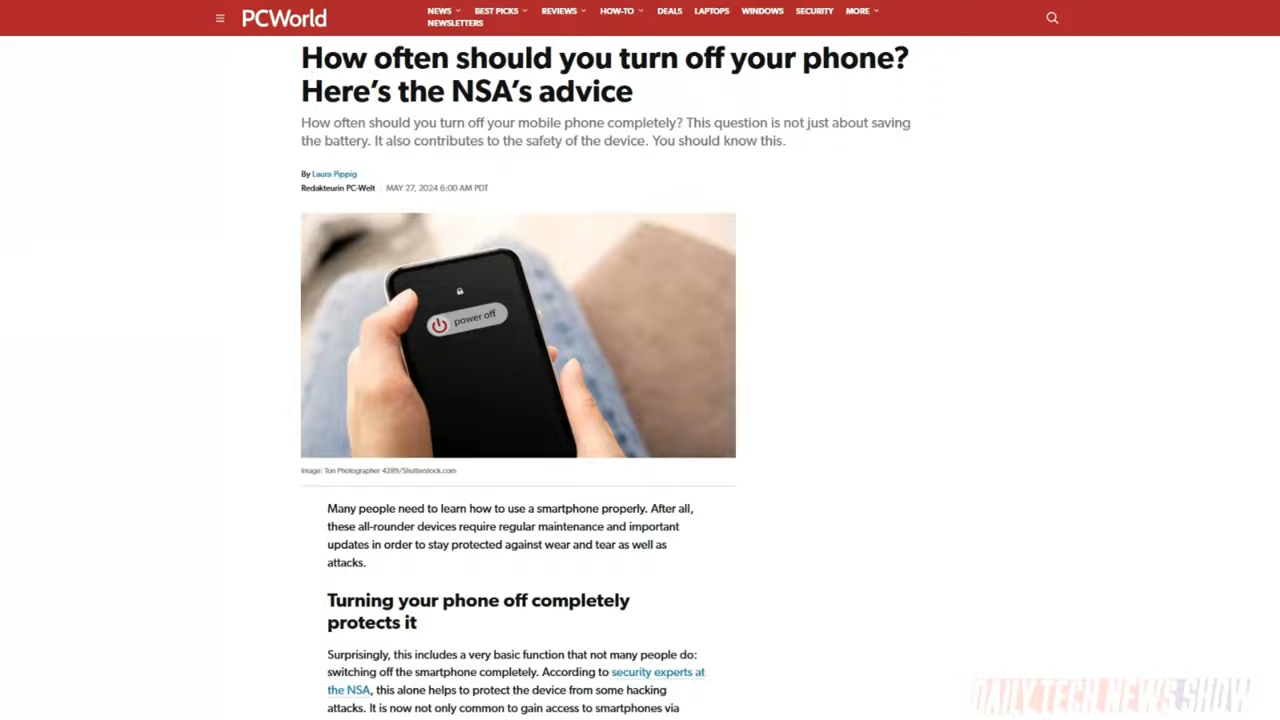 PCWorld
NEWS BEST PICKS REVIEWS HOW-TO DEALS LAPTOPS WINDOWS SECURITY MORE
NEWSLETTERS
How often should you turn off your phone?
Here's the NSA's advice
How often should you turn off your mobile phone completely? This question is not just about saving
the battery. It also contributes to the safety of the device. You should know this.
By Laura Pippig
Redakteurin PC-Welt | MAY 27, 2024 6:00 AM PDT
power off
Image: Ton Photographer 4289/Shutterstock.com
Many people need to learn how to use a smartphone properly. After all,
these all-rounder devices require regular maintenance and important
updates in order to stay protected against wear and tear as well as
attacks.
Turning your phone off completely
protects it
Surprisingly, this includes a very basic function that not many people do:
switching off the smartphone completely. According to security experts at
the NSA, this alone helps to protect the device from some hacking
attacks. It is now not only common to gain access to smartphones via
DAILY TECH NEWS SHOW